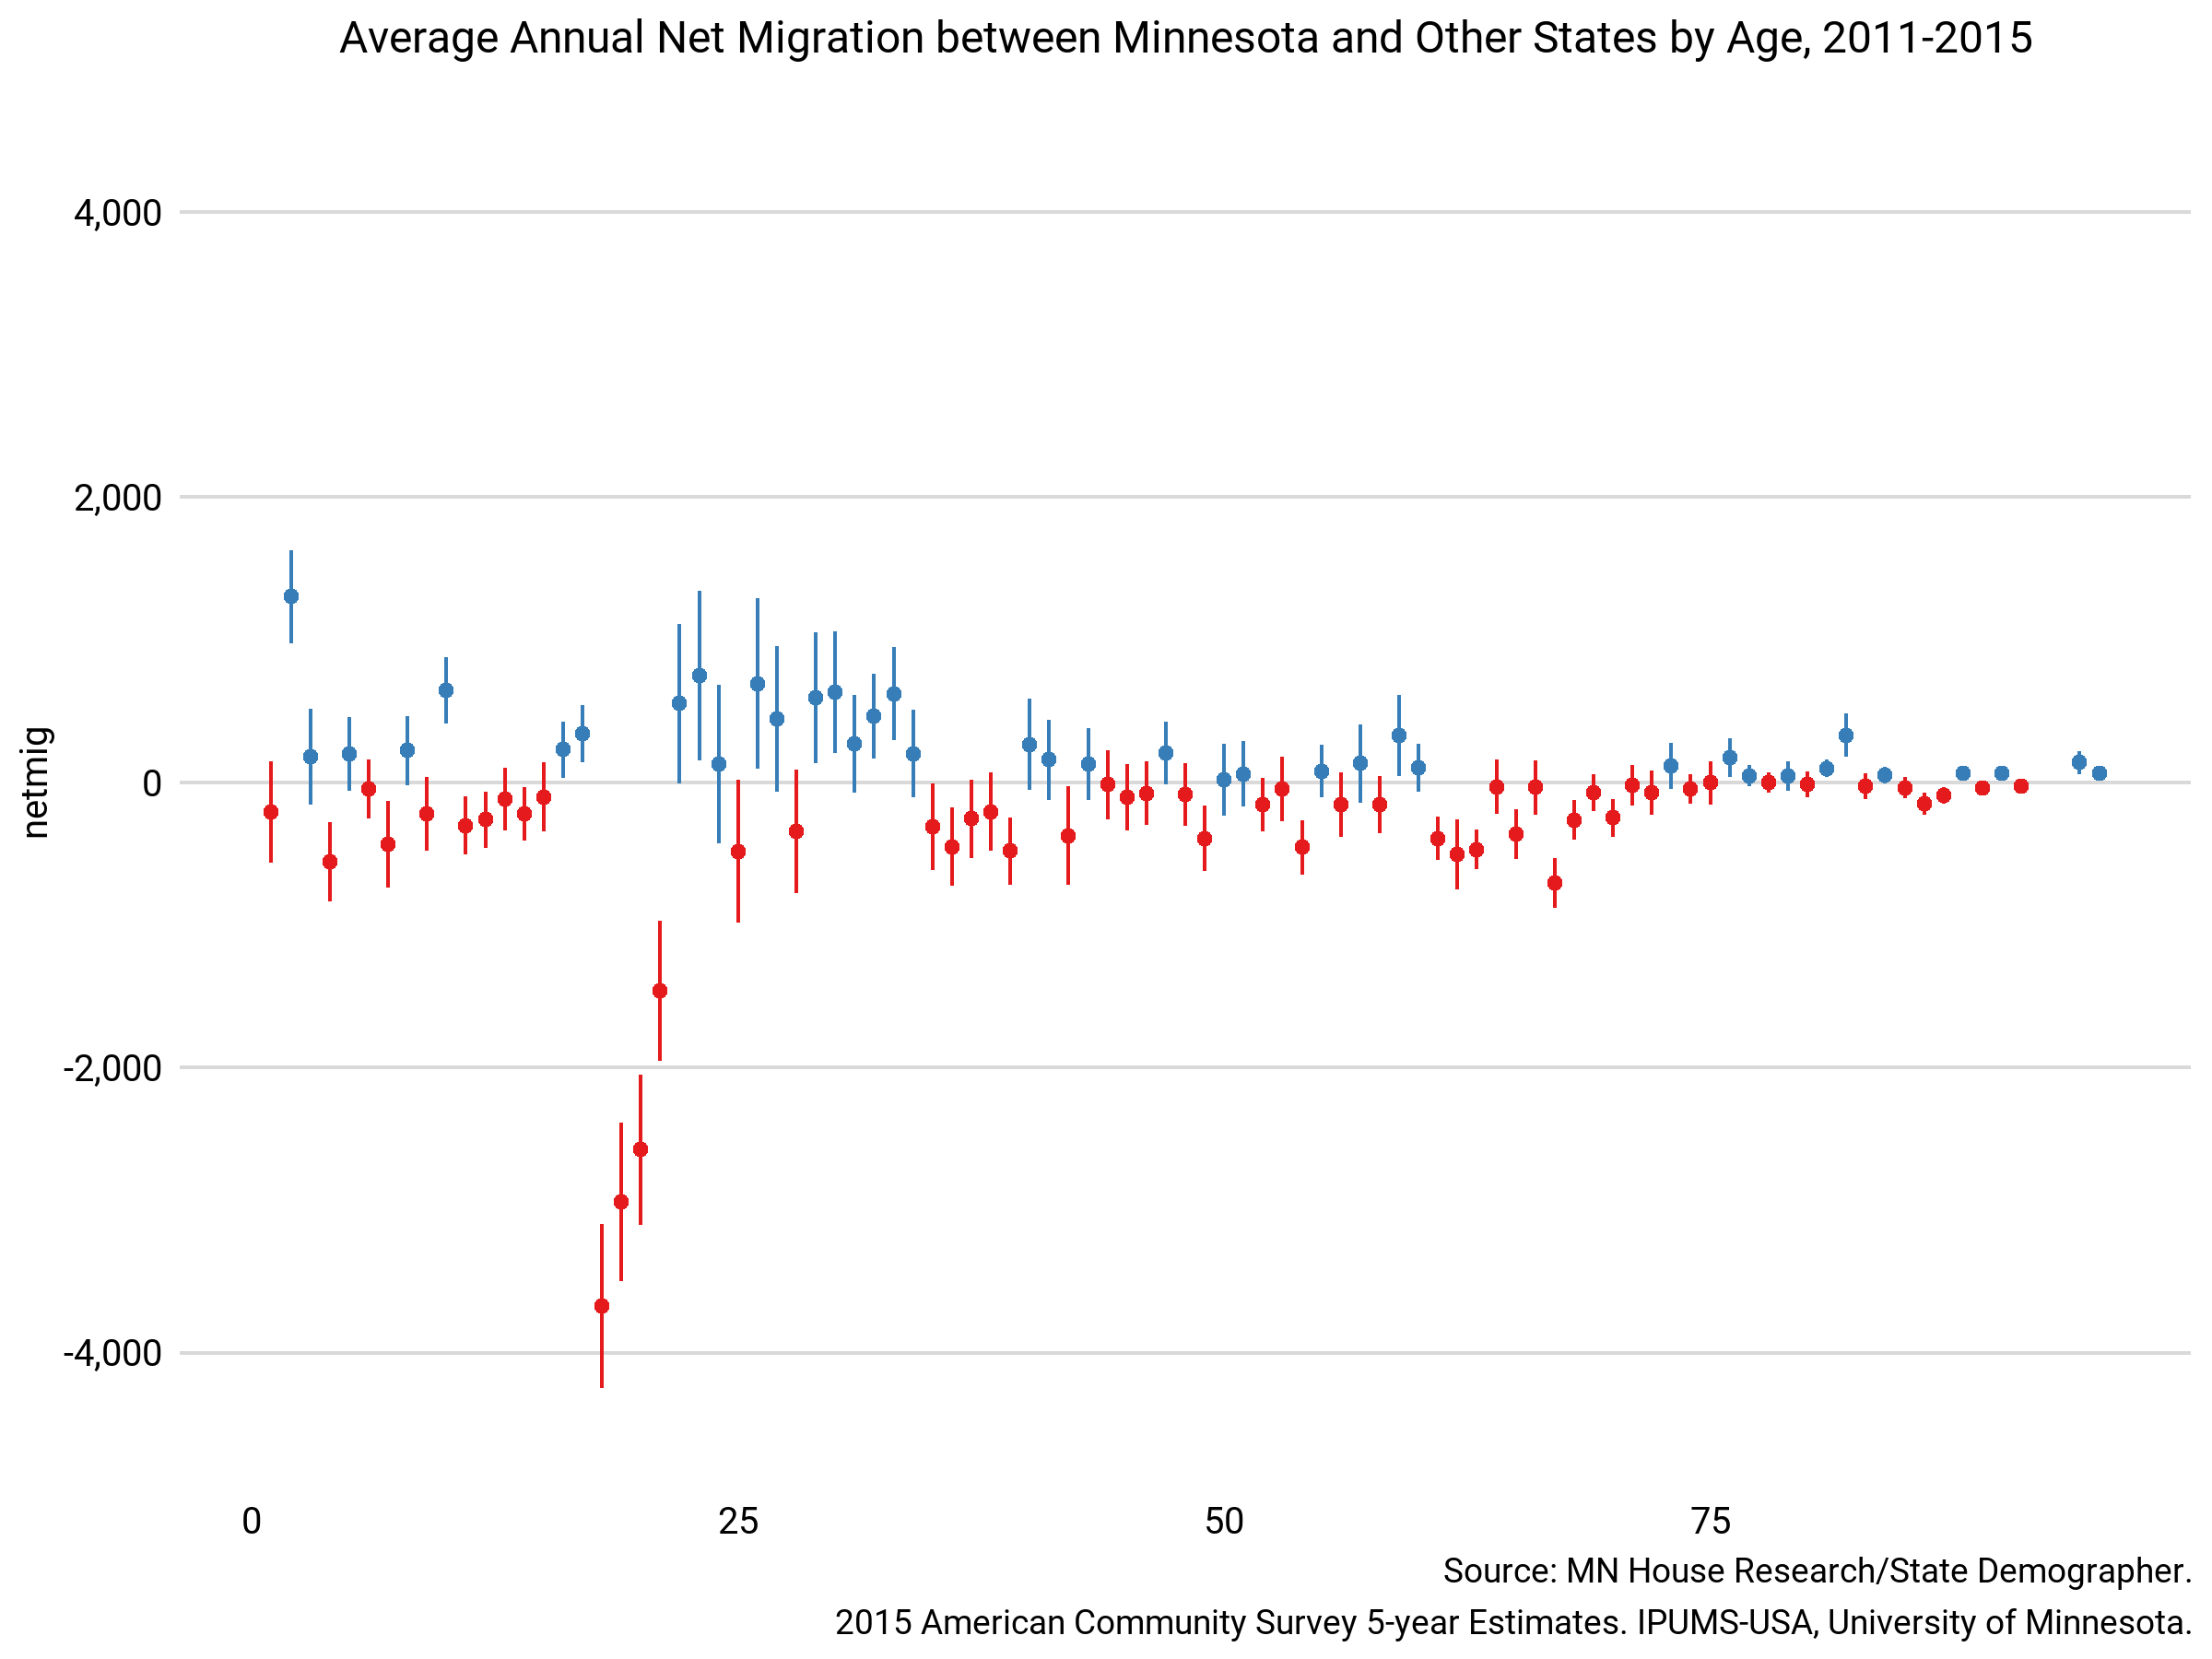 Average Annual Net Migration between Minnesota and Other States by Age, 2011-2015
4,000
2,000
0
-2,000
-4,000
netmig
0 25 50 75
Source: MN House Research/State Demographer.
2015 American Community Survey 5-year Estimates. IPUMS-USA, University of Minnesota.